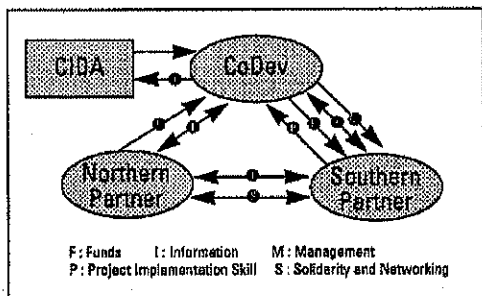 CIDA
CoDev
Northern
Partner
Southern
Partner
F : Funds I : Information M : Management
P : Project Implementation Skill S : Solidarity and Networking